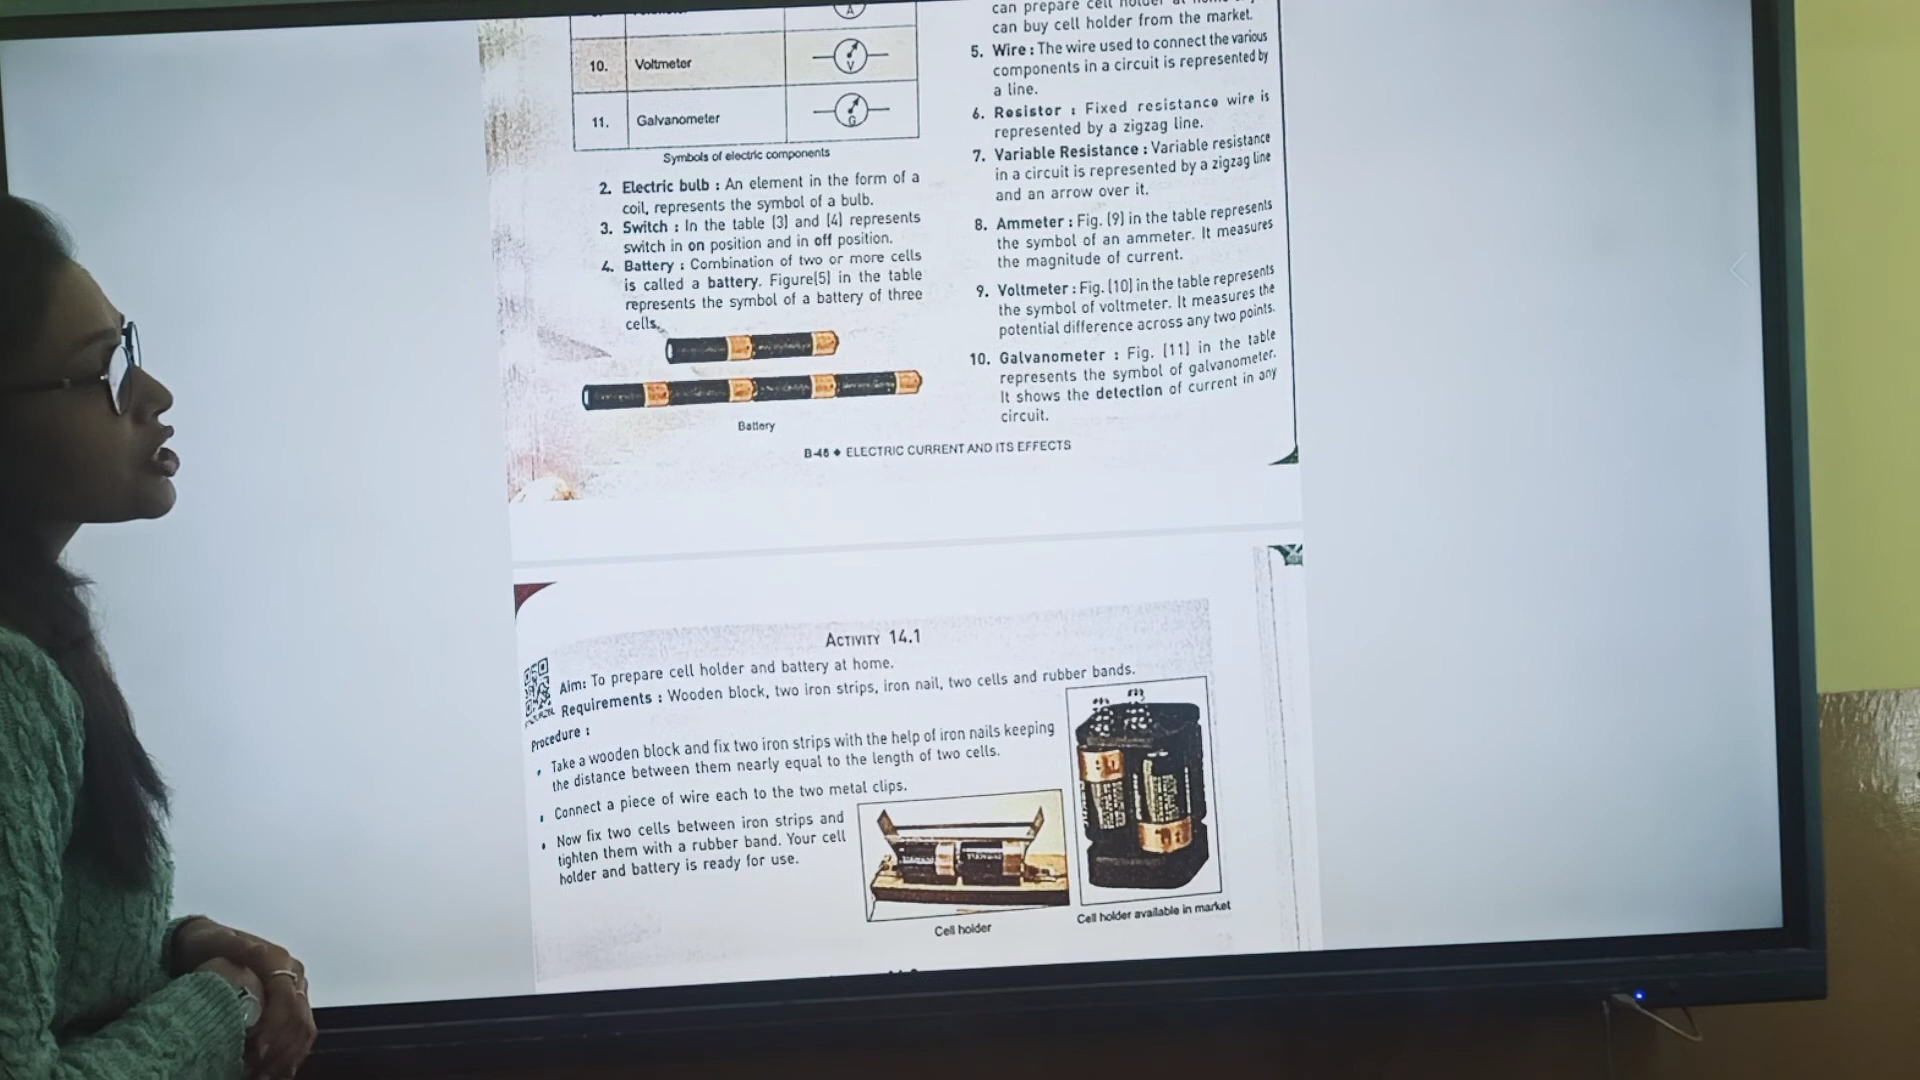 A
10. Voltmeter
V
11. Galvanometer
G
Symbols of electric components
2. Electric bulb : An element in the form of a
coil, represents the symbol of a bulb.
3. Switch : In the table (3) and (4) represents
switch in on position and in off position.
4. Battery : Combination of two or more cells
is called a battery. Figure(5) in the table
represents the symbol of a battery of three
cells.
Battery
can prepare cell holder at
can buy cell holder from the market.
5. Wire : The wire used to connect the various
components in a circuit is represented by
a line.
6. Resistor : Fixed resistance wire is
represented by a zigzag line.
7. Variable Resistance : Variable resistance
in a circuit is represented by a zigzag line
and an arrow over it.
8. Ammeter : Fig. (9) in the table represents
the symbol of an ammeter. It measures
the magnitude of current.
9. Voltmeter : Fig. (10) in the table represents
the symbol of voltmeter. It measures the
potential difference across any two points.
10. Galvanometer : Fig. (11) in the table
represents the symbol of galvanometer.
It shows the detection of current in any
circuit.
B-46 ◆ ELECTRIC CURRENT AND ITS EFFECTS
ACTIVITY 14.1
Aim: To prepare cell holder and battery at home.
Requirements : Wooden block, two iron strips, iron nail, two cells and rubber bands.
Procedure :
• Take a wooden block and fix two iron strips with the help of iron nails keeping
the distance between them nearly equal to the length of two cells.
• Connect a piece of wire each to the two metal clips.
• Now fix two cells between iron strips and
tighten them with a rubber band. Your cell
holder and battery is ready for use.
Cell holder
Cell holder available in market